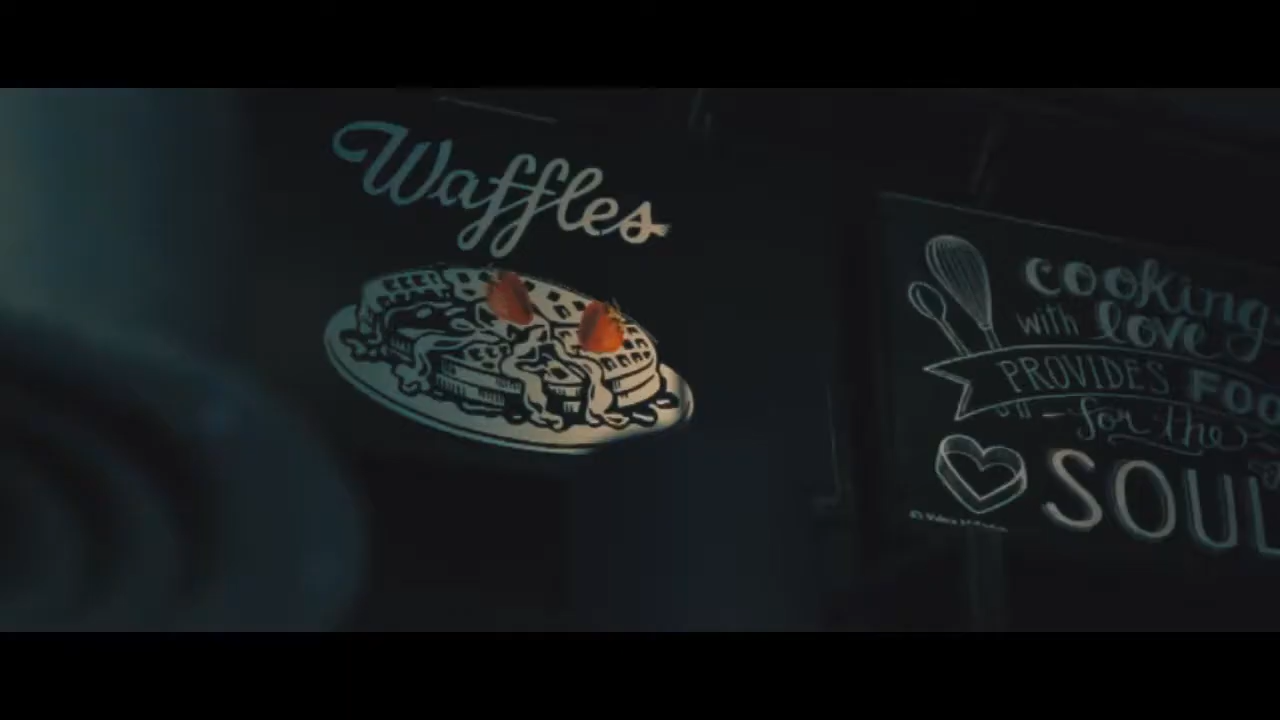 Waffles
cooking
with love
PROVIDES
for the
SOUL